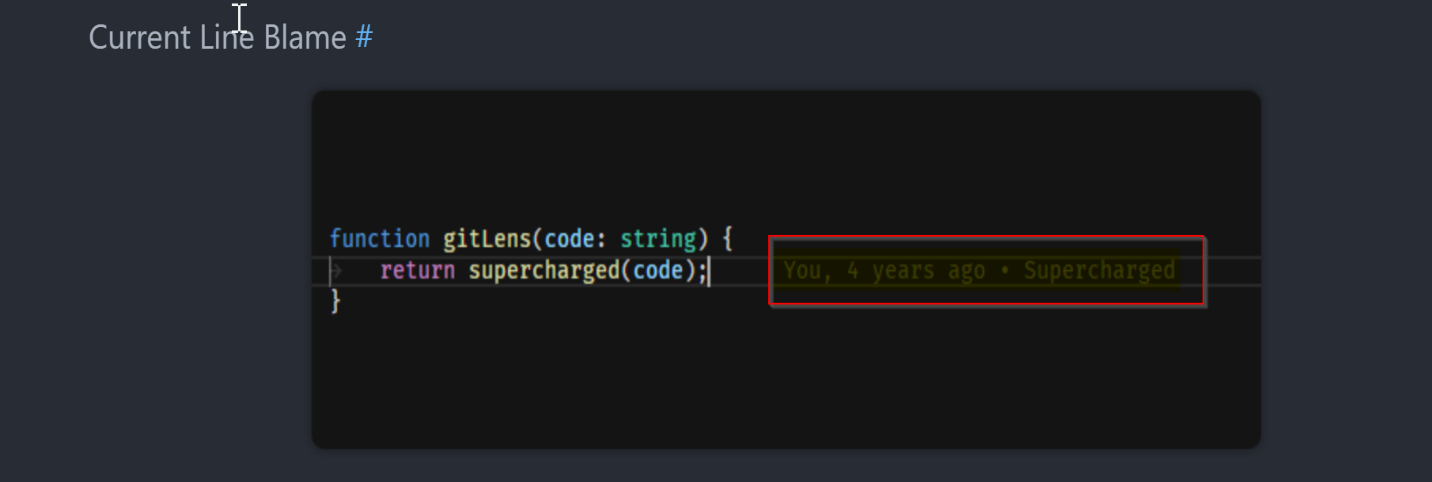 Current Line Blame #
function gitLens(code: string) {
return supercharged(code); You, 4 years ago • Supercharged
}